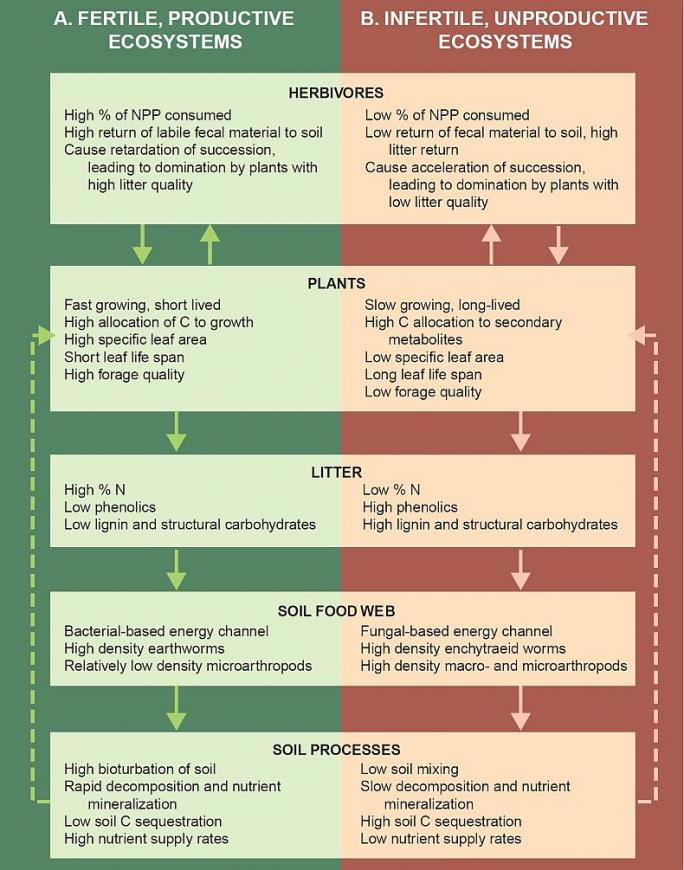 A. FERTILE, PRODUCTIVE
ECOSYSTEMS
B. INFERTILE, UNPRODUCTIVE
ECOSYSTEMS
HERBIVORES
High % of NPP consumed
High return of labile fecal material to soil
Cause retardation of succession,
leading to domination by plants with
high litter quality
Low % of NPP consumed
Low return of fecal material to soil, high
litter return
Cause acceleration of succession,
leading to domination by plants with
low litter quality
PLANTS
Fast growing, short lived
High allocation of C to growth
High specific leaf area
Short leaf life span
High forage quality
Slow growing, long-lived
High C allocation to secondary
metabolites
Low specific leaf area
Long leaf life span
Low forage quality
LITTER
High % N
Low phenolics
Low lignin and structural carbohydrates
Low % N
High phenolics
High lignin and structural carbohydrates
SOIL FOOD WEB
Bacterial-based energy channel
High density earthworms
Relatively low density microarthropods
Fungal-based energy channel
High density enchytraeid worms
High density macro- and microarthropods
SOIL PROCESSES
High bioturbation of soil
Rapid decomposition and nutrient
mineralization
Low soil C sequestration
High nutrient supply rates
Low soil mixing
Slow decomposition and nutrient
mineralization
High soil C sequestration
Low nutrient supply rates